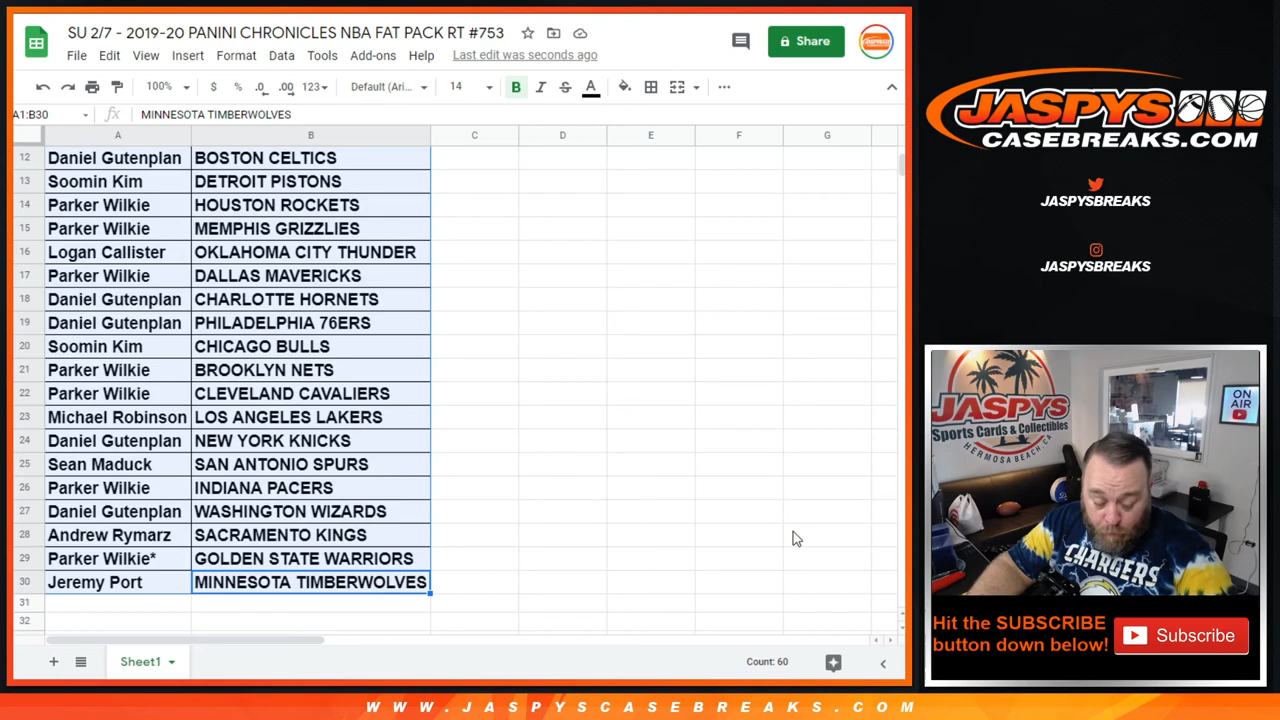 SU 2/7 - 2019-20 PANINI CHRONICLES NBA FAT PACK RT #753
File Edit View Insert Format Data Tools Add-ons Help Last edit was seconds ago
Share
100% $ % .0 .00 123 Default (Ari... 14 B I S A
A1:B30 fx MINNESOTA TIMBERWOLVES
A B C D E F G
12 Daniel Gutenplan BOSTON CELTICS
13 Soomin Kim DETROIT PISTONS
14 Parker Wilkie HOUSTON ROCKETS
15 Parker Wilkie MEMPHIS GRIZZLIES
16 Logan Callister OKLAHOMA CITY THUNDER
17 Parker Wilkie DALLAS MAVERICKS
18 Daniel Gutenplan CHARLOTTE HORNETS
19 Daniel Gutenplan PHILADELPHIA 76ERS
20 Soomin Kim CHICAGO BULLS
21 Parker Wilkie BROOKLYN NETS
22 Parker Wilkie CLEVELAND CAVALIERS
23 Michael Robinson LOS ANGELES LAKERS
24 Daniel Gutenplan NEW YORK KNICKS
25 Sean Maduck SAN ANTONIO SPURS
26 Parker Wilkie INDIANA PACERS
27 Daniel Gutenplan WASHINGTON WIZARDS
28 Andrew Rymarz SACRAMENTO KINGS
29 Parker Wilkie* GOLDEN STATE WARRIORS
30 Jeremy Port MINNESOTA TIMBERWOLVES
31
32
Sheet1
Count: 60
JASPYS
CASEBREAKS.COM
JASPYSBREAKS
JASPYSBREAKS
JASPYS
Sports Cards & Collectibles
HERMOSA BEACH, CA
ON
AIR
CHARGERS
Hit the SUBSCRIBE
button down below!
Subscribe
WWW.JASPYSCASEBREAKS.COM